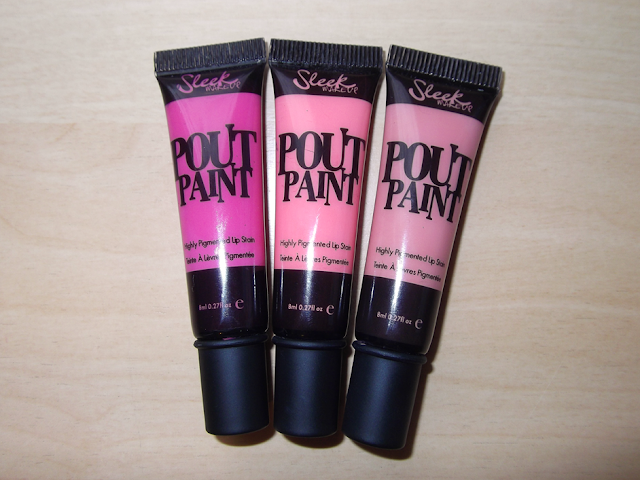 Sleek
MAKEUP
POUT
PAINT
Highly Pigmented Lip Stain
Teinte À Lèvres Pigmentée
8ml 0.27fl oz e
Sleek
MAKEUP
POUT
PAINT
Highly Pigmented Lip Stain
Teinte À Lèvres Pigmentée
8ml 0.27fl oz e
Sleek
MAKEUP
POUT
PAINT
Highly Pigmented Lip Stain
Teinte À Lèvres Pigmentée
8ml 0.27fl oz e